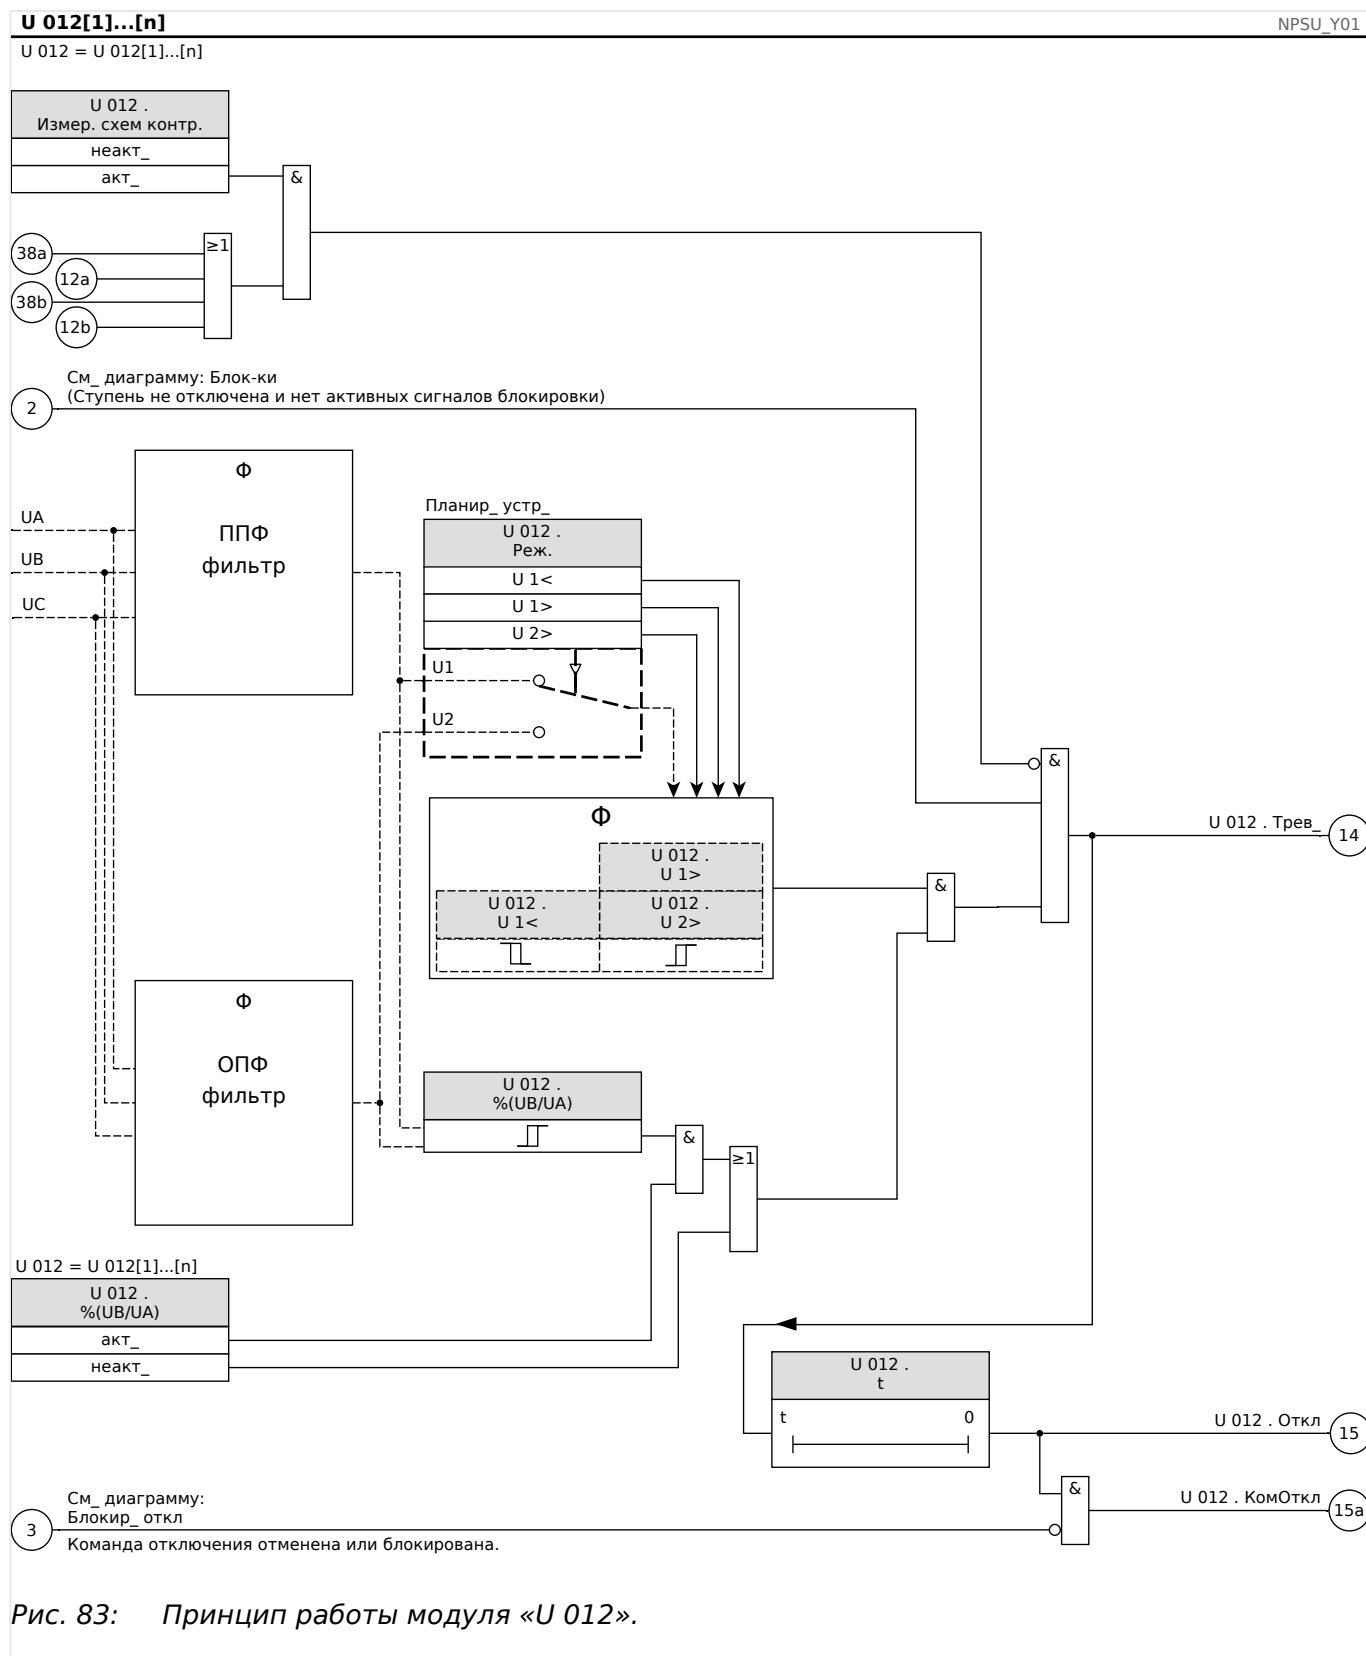 U 012[1]...[n]
NPSU_Y01
U 012 = U 012[1]...[n]
U 012 .
Измер. схем контр.
неакт_
акт_
&
≥1
38a
12a
38b
12b
См_ диаграмму: Блок-ки
(Ступень не отключена и нет активных сигналов блокировки)
2
Ф
ППФ
фильтр
UA
UB
UC
Планир_ устр_
U 012 .
Реж.
U 1<
U 1>
U 2>
U1
U2
&
Ф
U 012 .
U 1>
U 012 .
U 1<
U 012 .
U 2>
&
U 012 . Трев_
14
Ф
ОПФ
фильтр
U 012 .
%(UB/UA)
&
≥1
U 012 = U 012[1]...[n]
U 012 .
%(UB/UA)
акт_
неакт_
U 012 .
t
t
0
U 012 . Откл
15
&
U 012 . КомОткл
15a
См_ диаграмму:
Блокир_ откл
3
Команда отключения отменена или блокирована.
Рис. 83: Принцип работы модуля «U 012».